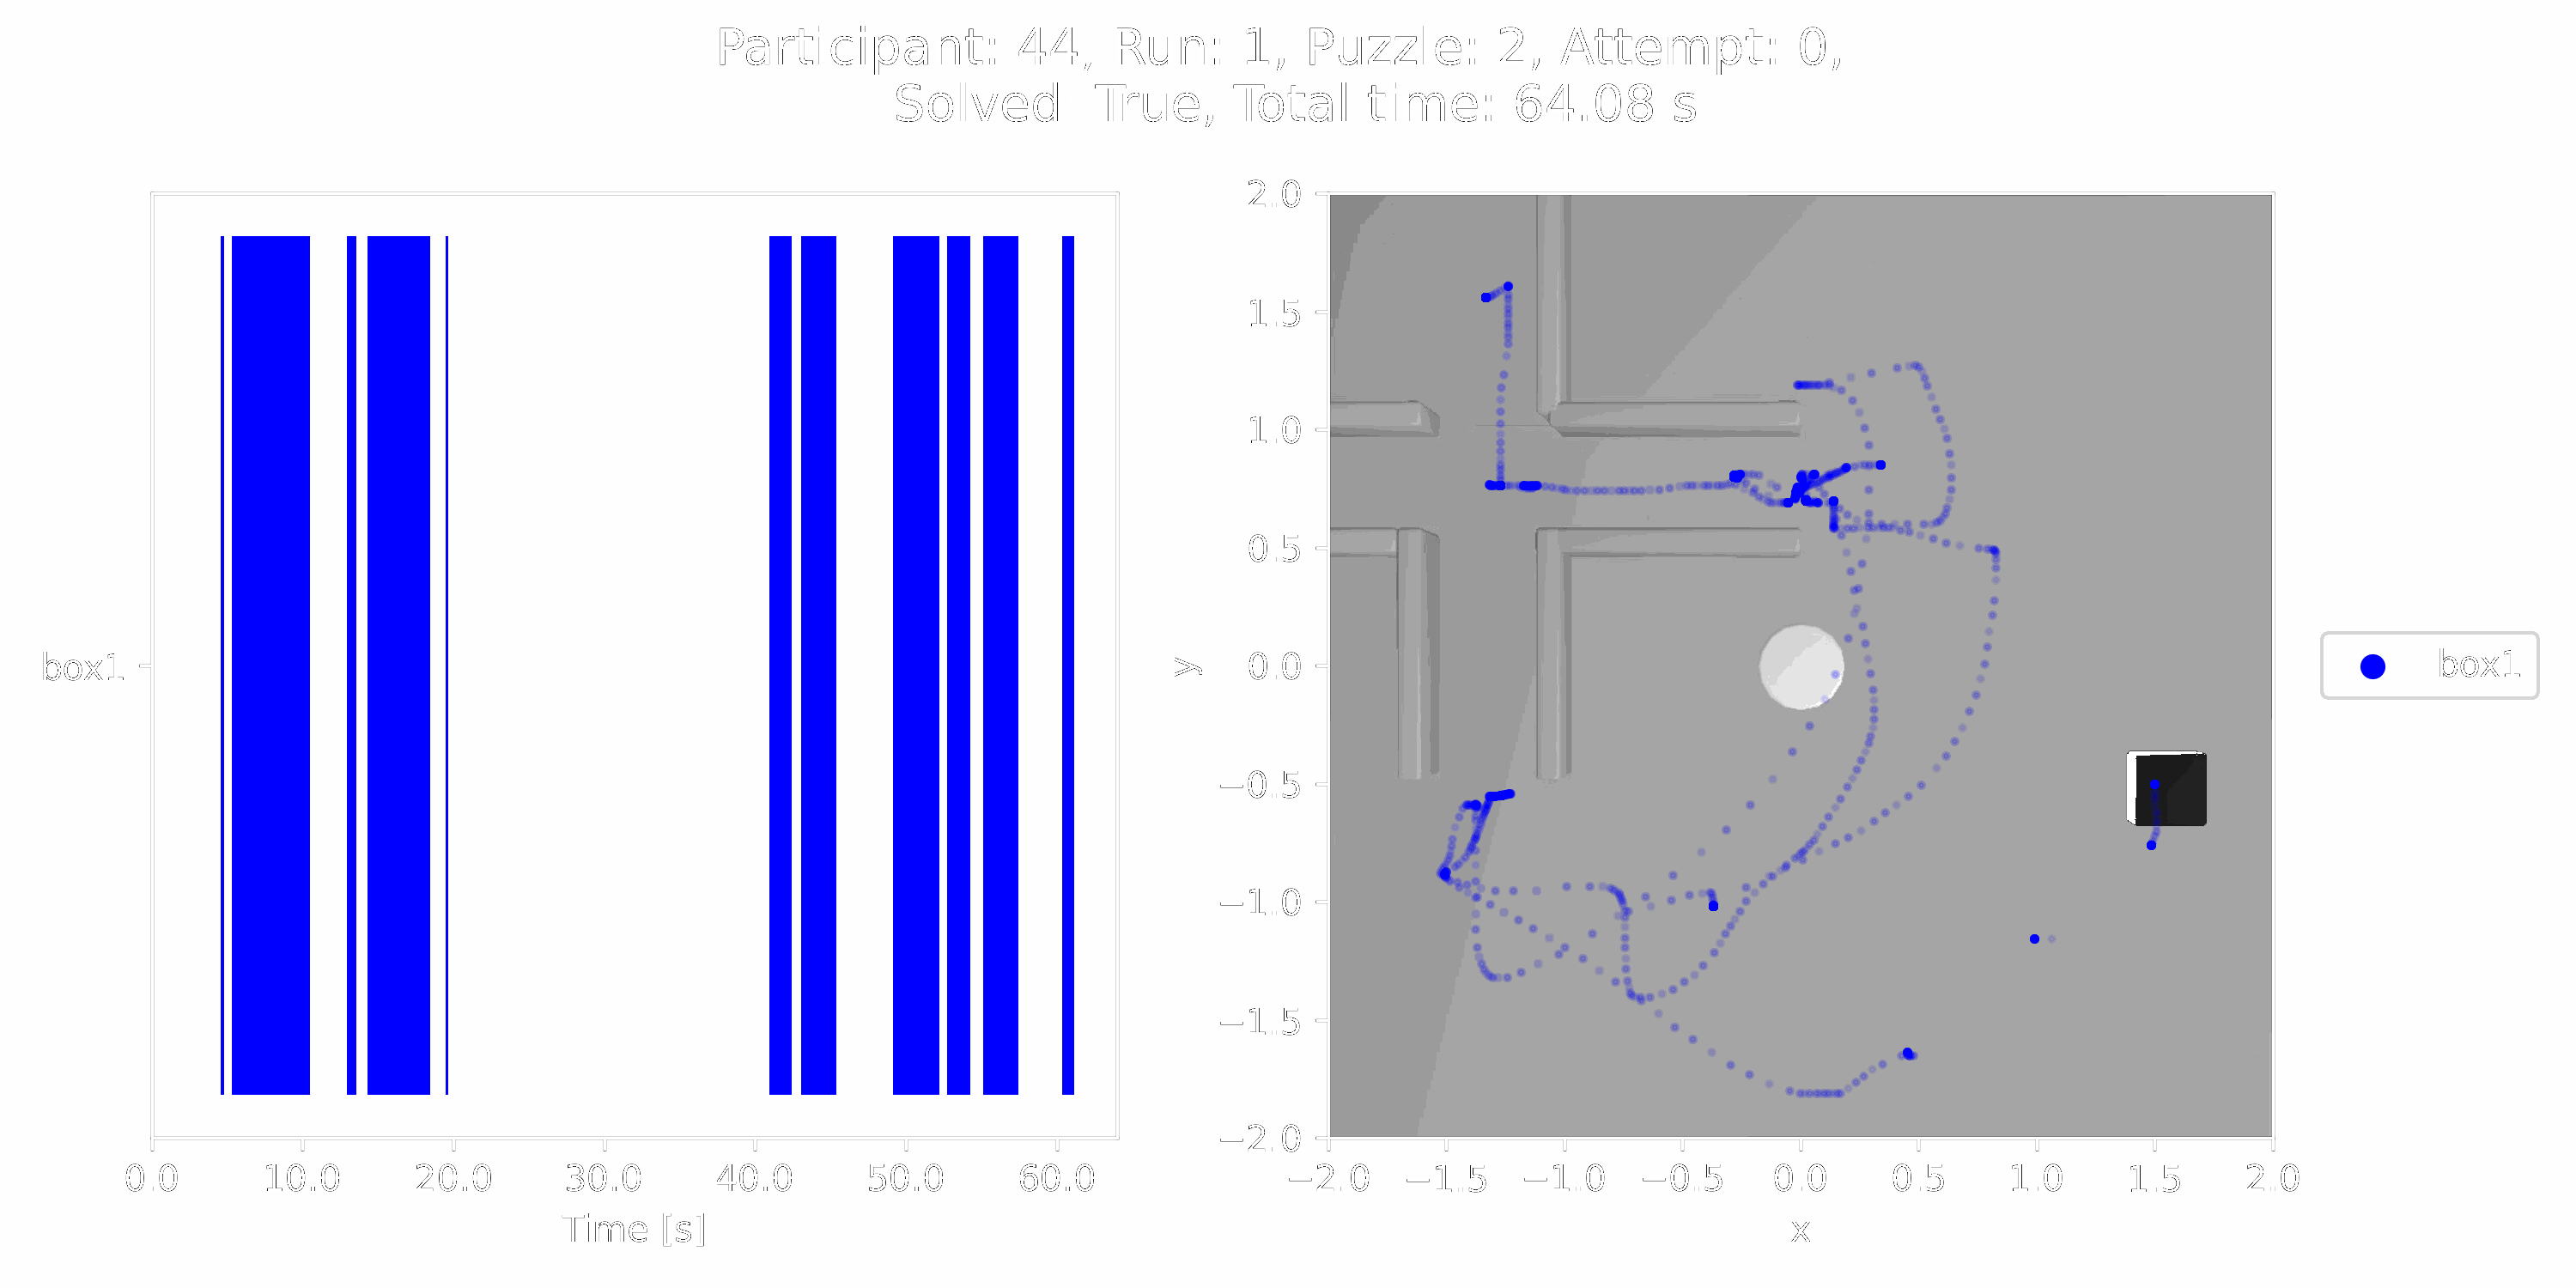 Participant: 44, Run: 1, Puzzle: 2, Attempt: 0,
Solved True, Total time: 64.08 s
box1
0.0 10.0 20.0 30.0 40.0 50.0 60.0
Time [s]
y
2.0
1.5
1.0
0.5
0.0
−0.5
−1.0
−1.5
−2.0
−2.0 −1.5 −1.0 −0.5 0.0 0.5 1.0 1.5 2.0
x
box1